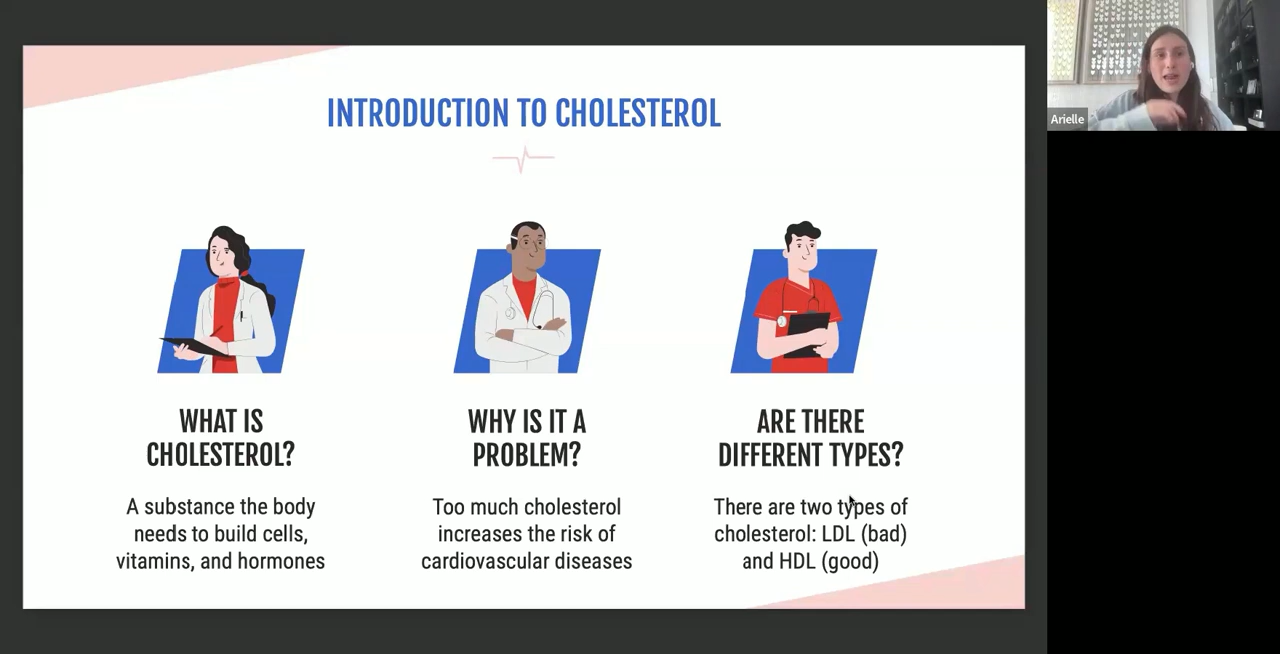 INTRODUCTION TO CHOLESTEROL
WHAT IS
CHOLESTEROL?
A substance the body
needs to build cells,
vitamins, and hormones
WHY IS IT A
PROBLEM?
Too much cholesterol
increases the risk of
cardiovascular diseases
ARE THERE
DIFFERENT TYPES?
There are two types of
cholesterol: LDL (bad)
and HDL (good)
Arielle